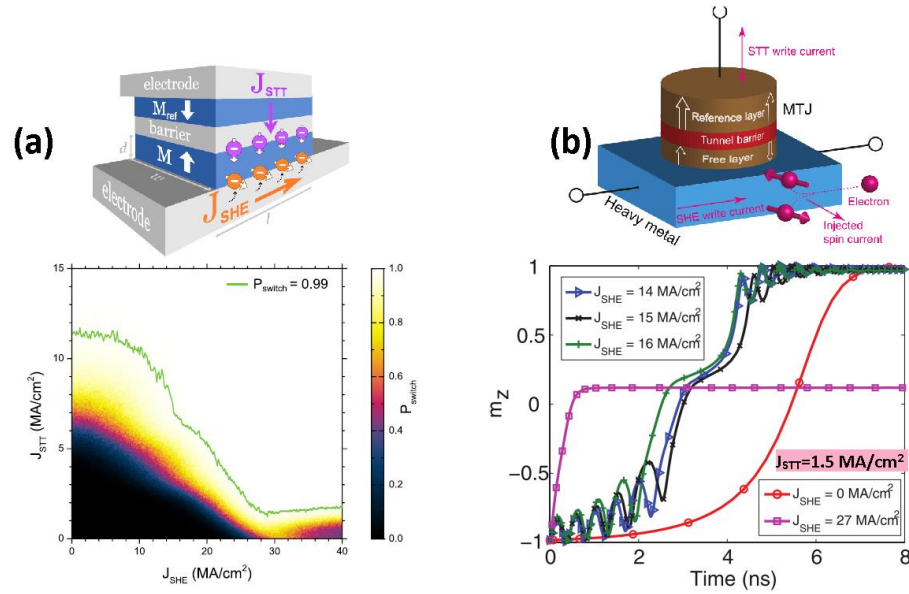 (a)
electrode
J_STT
M_ref
barrier
M
d
w
electrode
J_SHE
l
15
10
5
0
J_STT (MA/cm²)
0 10 20 30 40
J_SHE (MA/cm²)
P_switch = 0.99
1.0
0.8
0.6
0.4
0.2
0.0
P_switch
(b)
STT write current
Reference layer
MTJ
Tunnel barrier
Free layer
Heavy metal
SHE write current
Electron
Injected
spin current
1
0.5
0
−0.5
−1
m_Z
0 2 4 6 8
Time (ns)
J_SHE = 14 MA/cm²
J_SHE = 15 MA/cm²
J_SHE = 16 MA/cm²
J_STT=1.5 MA/cm²
J_SHE = 0 MA/cm²
J_SHE = 27 MA/cm²